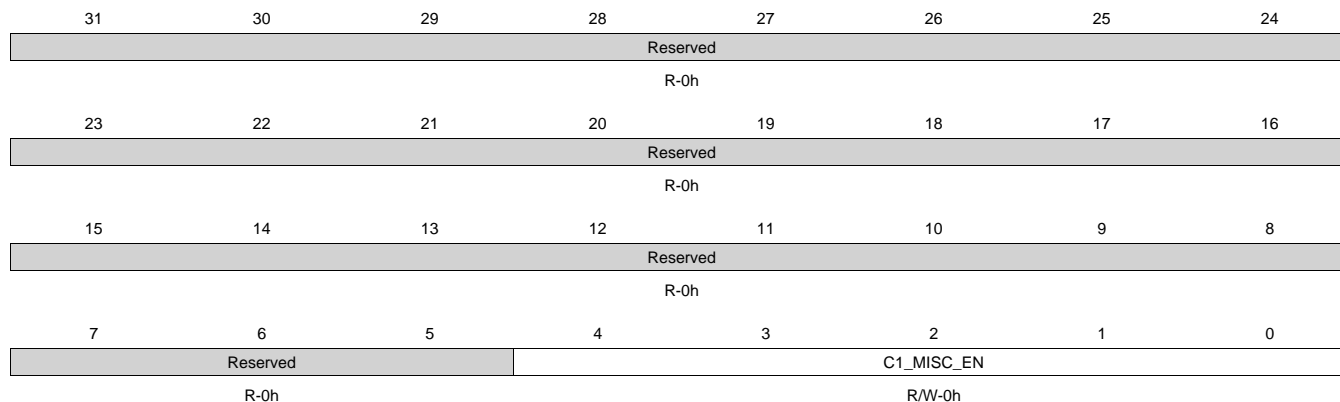 31 30 29 28 27 26 25 24
Reserved
R-0h
23 22 21 20 19 18 17 16
Reserved
R-0h
15 14 13 12 11 10 9 8
Reserved
R-0h
7 6 5 4 3 2 1 0
Reserved C1_MISC_EN
R-0h R/W-0h